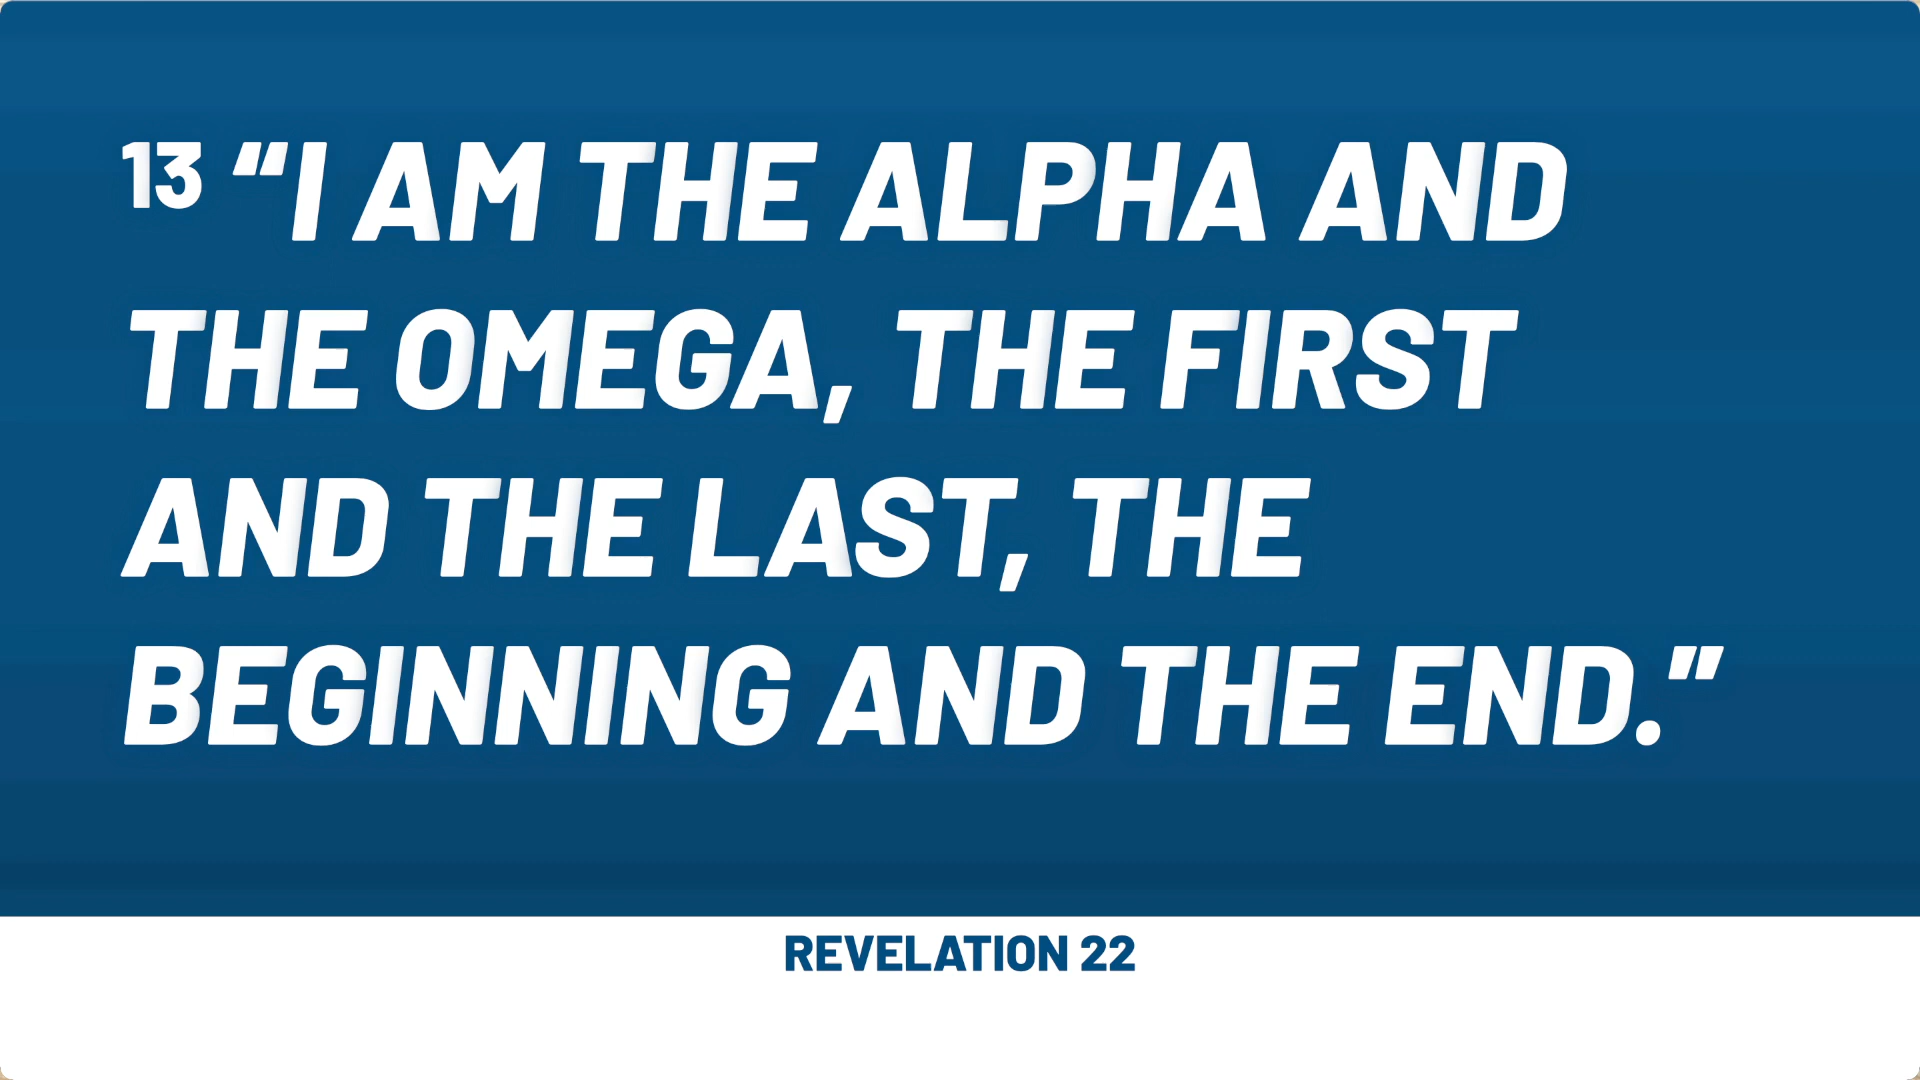 13 “I AM THE ALPHA AND
THE OMEGA, THE FIRST
AND THE LAST, THE
BEGINNING AND THE END.”
REVELATION 22